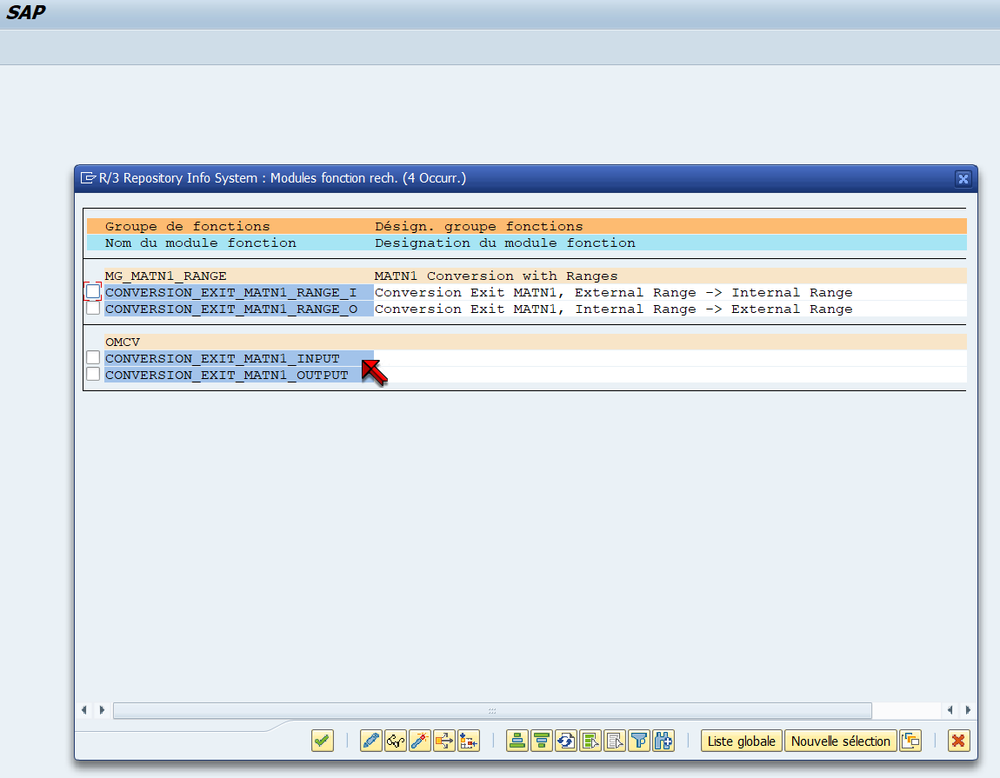 SAP
R/3 Repository Info System : Modules fonction rech. (4 Occurr.)
Groupe de fonctions Désign. groupe fonctions
Nom du module fonction Designation du module fonction
MG_MATN1_RANGE MATN1 Conversion with Ranges
CONVERSION_EXIT_MATN1_RANGE_I Conversion Exit MATN1, External Range -> Internal Range
CONVERSION_EXIT_MATN1_RANGE_O Conversion Exit MATN1, Internal Range -> External Range
OMCV
CONVERSION_EXIT_MATN1_INPUT
CONVERSION_EXIT_MATN1_OUTPUT
Liste globale Nouvelle sélection